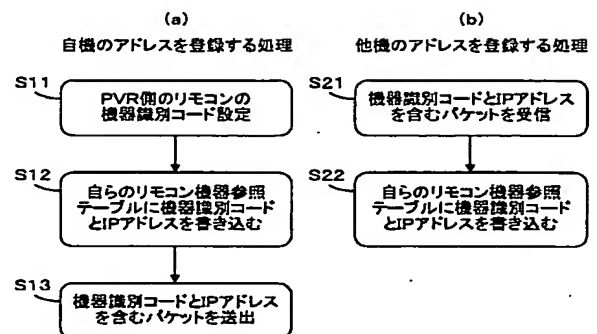 (a)
自機のアドレスを登録する処理
S11
PVR側のリモコンの
機器識別コード設定
S12
自らのリモコン機器参照
テーブルに機器識別コード
とIPアドレスを書き込む
S13
機器識別コードとIPアドレス
を含むパケットを送出
(b)
他機のアドレスを登録する処理
S21
機器識別コードとIPアドレス
を含むパケットを受信
S22
自らのリモコン機器参照
テーブルに機器識別コード
とIPアドレスを書き込む